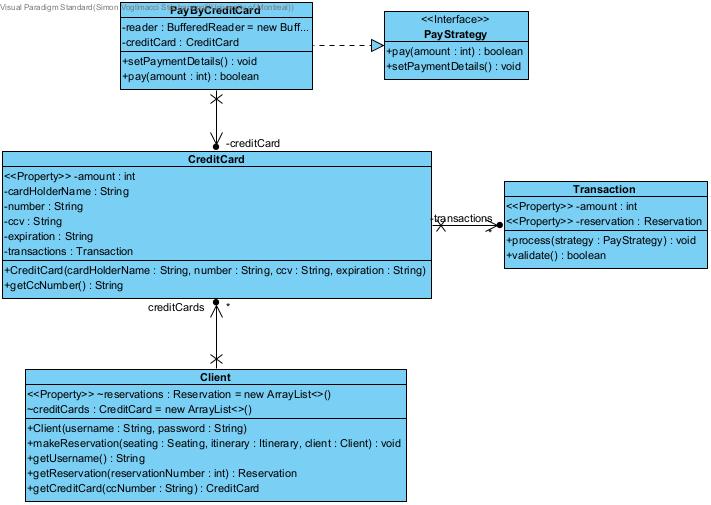 Visual Paradigm Standard(Simon Voglimacci
PayByCreditCard
-reader : BufferedReader = new Buff...
-creditCard : CreditCard
+setPaymentDetails() : void
+pay(amount : int) : boolean
<<Interface>>
PayStrategy
+pay(amount : int) : boolean
+setPaymentDetails() : void
-creditCard
CreditCard
<<Property>> -amount : int
-cardHolderName : String
-number : String
-ccv : String
-expiration : String
-transactions : Transaction
+CreditCard(cardHolderName : String, number : String, ccv : String, expiration : String)
+getCcNumber() : String
-transactions
*
Transaction
<<Property>> -amount : int
<<Property>> -reservation : Reservation
+process(strategy : PayStrategy) : void
+validate() : boolean
creditCards
*
Client
<<Property>> ~reservations : Reservation = new ArrayList<>()
~creditCards : CreditCard = new ArrayList<>()
+Client(username : String, password : String)
+makeReservation(seating : Seating, itinerary : Itinerary, client : Client) : void
+getUsername() : String
+getReservation(reservationNumber : int) : Reservation
+getCreditCard(ccNumber : String) : CreditCard